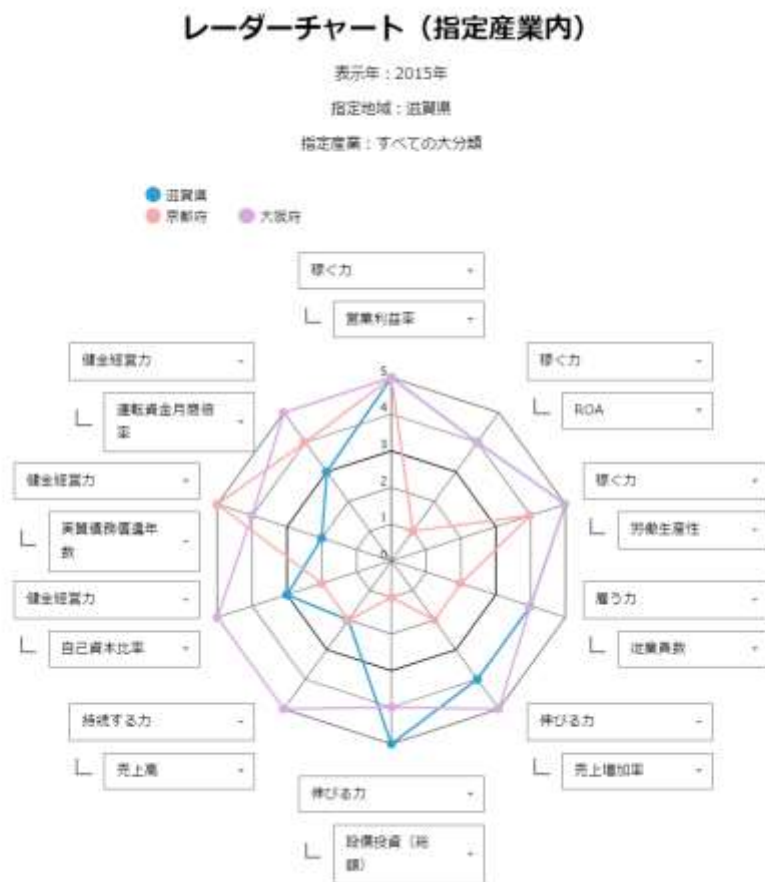 レーダーチャート（指定産業内）
表示年：2015年
指定地域：滋賀県
指定産業：すべての大分類
滋賀県
京都府
大阪府
稼ぐ力
営業利益率
健全経営力
稼ぐ力
運転資金月商倍
率
ROA
5
4
3
2
1
0
健全経営力
稼ぐ力
実質債務償還年
数
労働生産性
健全経営力
雇う力
自己資本比率
従業員数
持続する力
伸びる力
売上高
売上増加率
伸びる力
設備投資（総
額）